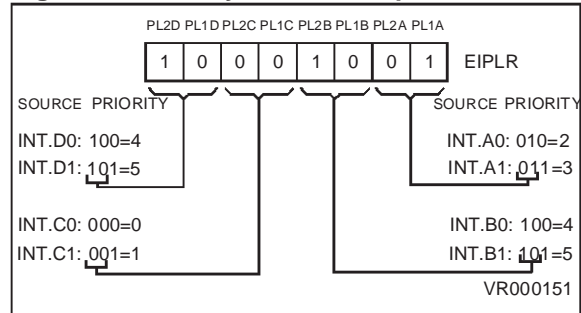 PL2D PL1D PL2C PL1C PL2B PL1B PL2A PL1A
1 0 0 0 1 0 0 1 EIPLR
SOURCE PRIORITY SOURCE PRIORITY
INT.D0: 100=4 INT.A0: 010=2
INT.D1: 101=5 INT.A1: 011=3
INT.C0: 000=0 INT.B0: 100=4
INT.C1: 001=1 INT.B1: 101=5
VR000151